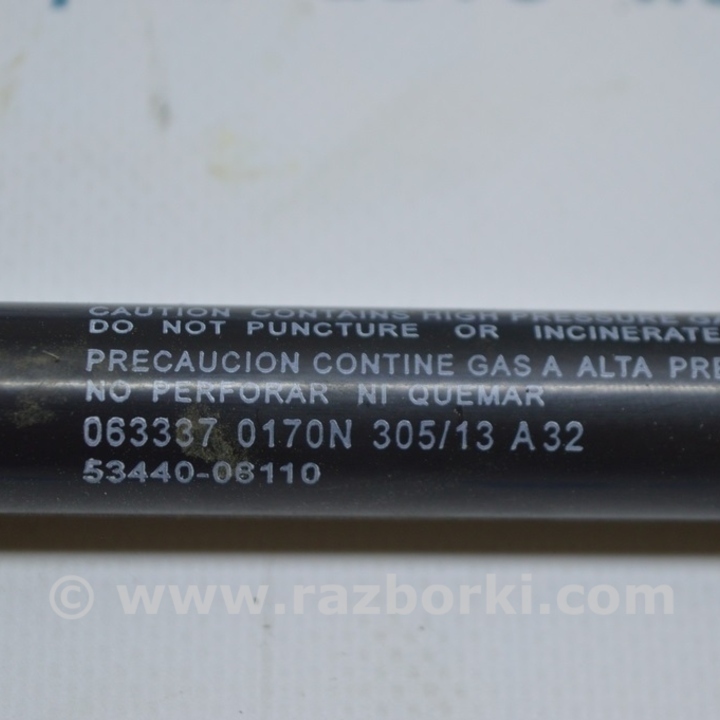 CAUTION CONTAINS HIGH PRESSURE
DO NOT PUNCTURE OR INCINERATE
PRECAUCION CONTINE GAS A ALTA PRE
NO PERFORAR NI QUEMAR
063337 0170N 305/13 A32
53440-06110
© www.razborki.com